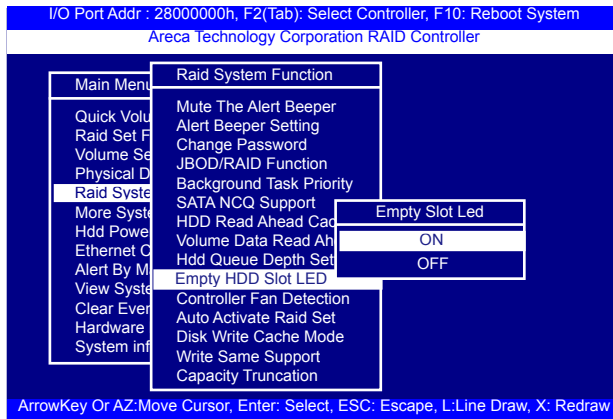 I/O Port Addr : 28000000h, F2(Tab): Select Controller, F10: Reboot System
Areca Technology Corporation RAID Controller
Main Menu
Quick Volu
Raid Set F
Volume Se
Physical D
Raid Syste
More Syste
Hdd Powe
Ethernet C
Alert By M
View Syste
Clear Even
Hardware
System inf
Raid System Function
Mute The Alert Beeper
Alert Beeper Setting
Change Password
JBOD/RAID Function
Background Task Priority
SATA NCQ Support
HDD Read Ahead Cac
Volume Data Read Ah
Hdd Queue Depth Set
Empty HDD Slot LED
Controller Fan Detection
Auto Activate Raid Set
Disk Write Cache Mode
Write Same Support
Capacity Truncation
Empty Slot Led
ON
OFF
ArrowKey Or AZ:Move Cursor, Enter: Select, ESC: Escape, L:Line Draw, X: Redraw